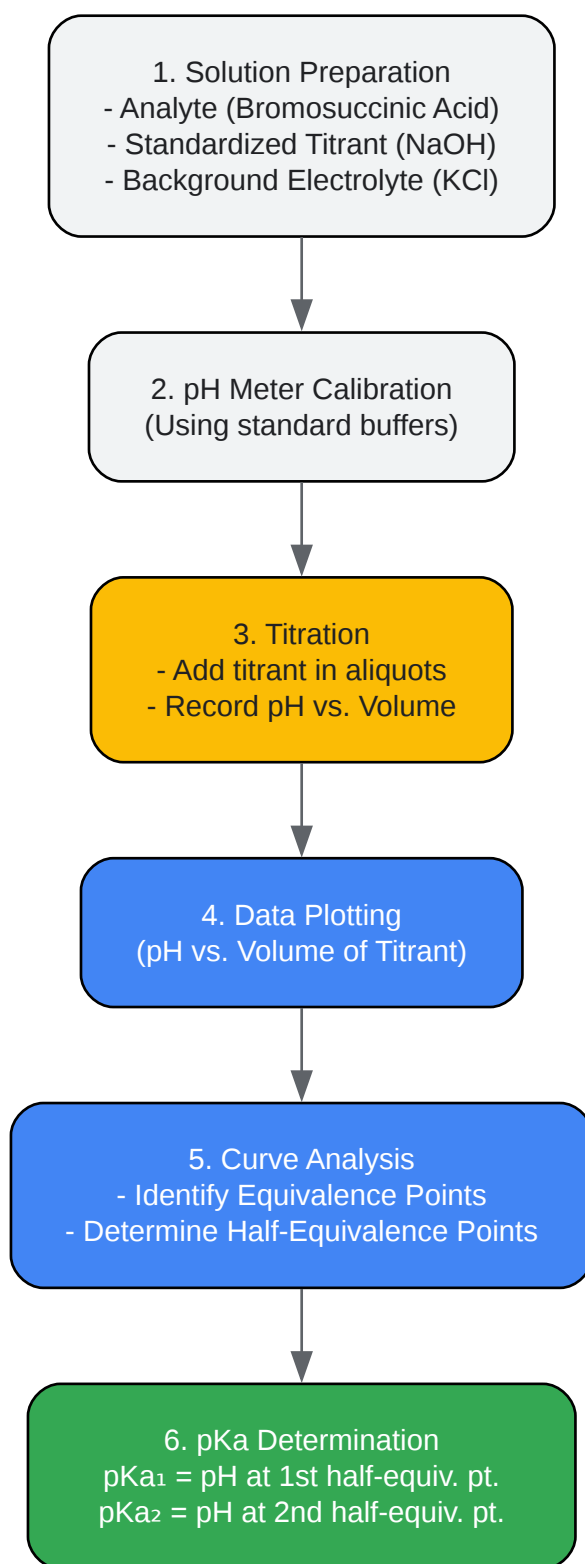 1. Solution Preparation
- Analyte (Bromosuccinic Acid)
- Standardized Titrant (NaOH)
- Background Electrolyte (KCl)
2. pH Meter Calibration
(Using standard buffers)
3. Titration
- Add titrant in aliquots
- Record pH vs. Volume
4. Data Plotting
(pH vs. Volume of Titrant)
5. Curve Analysis
- Identify Equivalence Points
- Determine Half-Equivalence Points
6. pKa Determination
pKa₁ = pH at 1st half-equiv. pt.
pKa₂ = pH at 2nd half-equiv. pt.